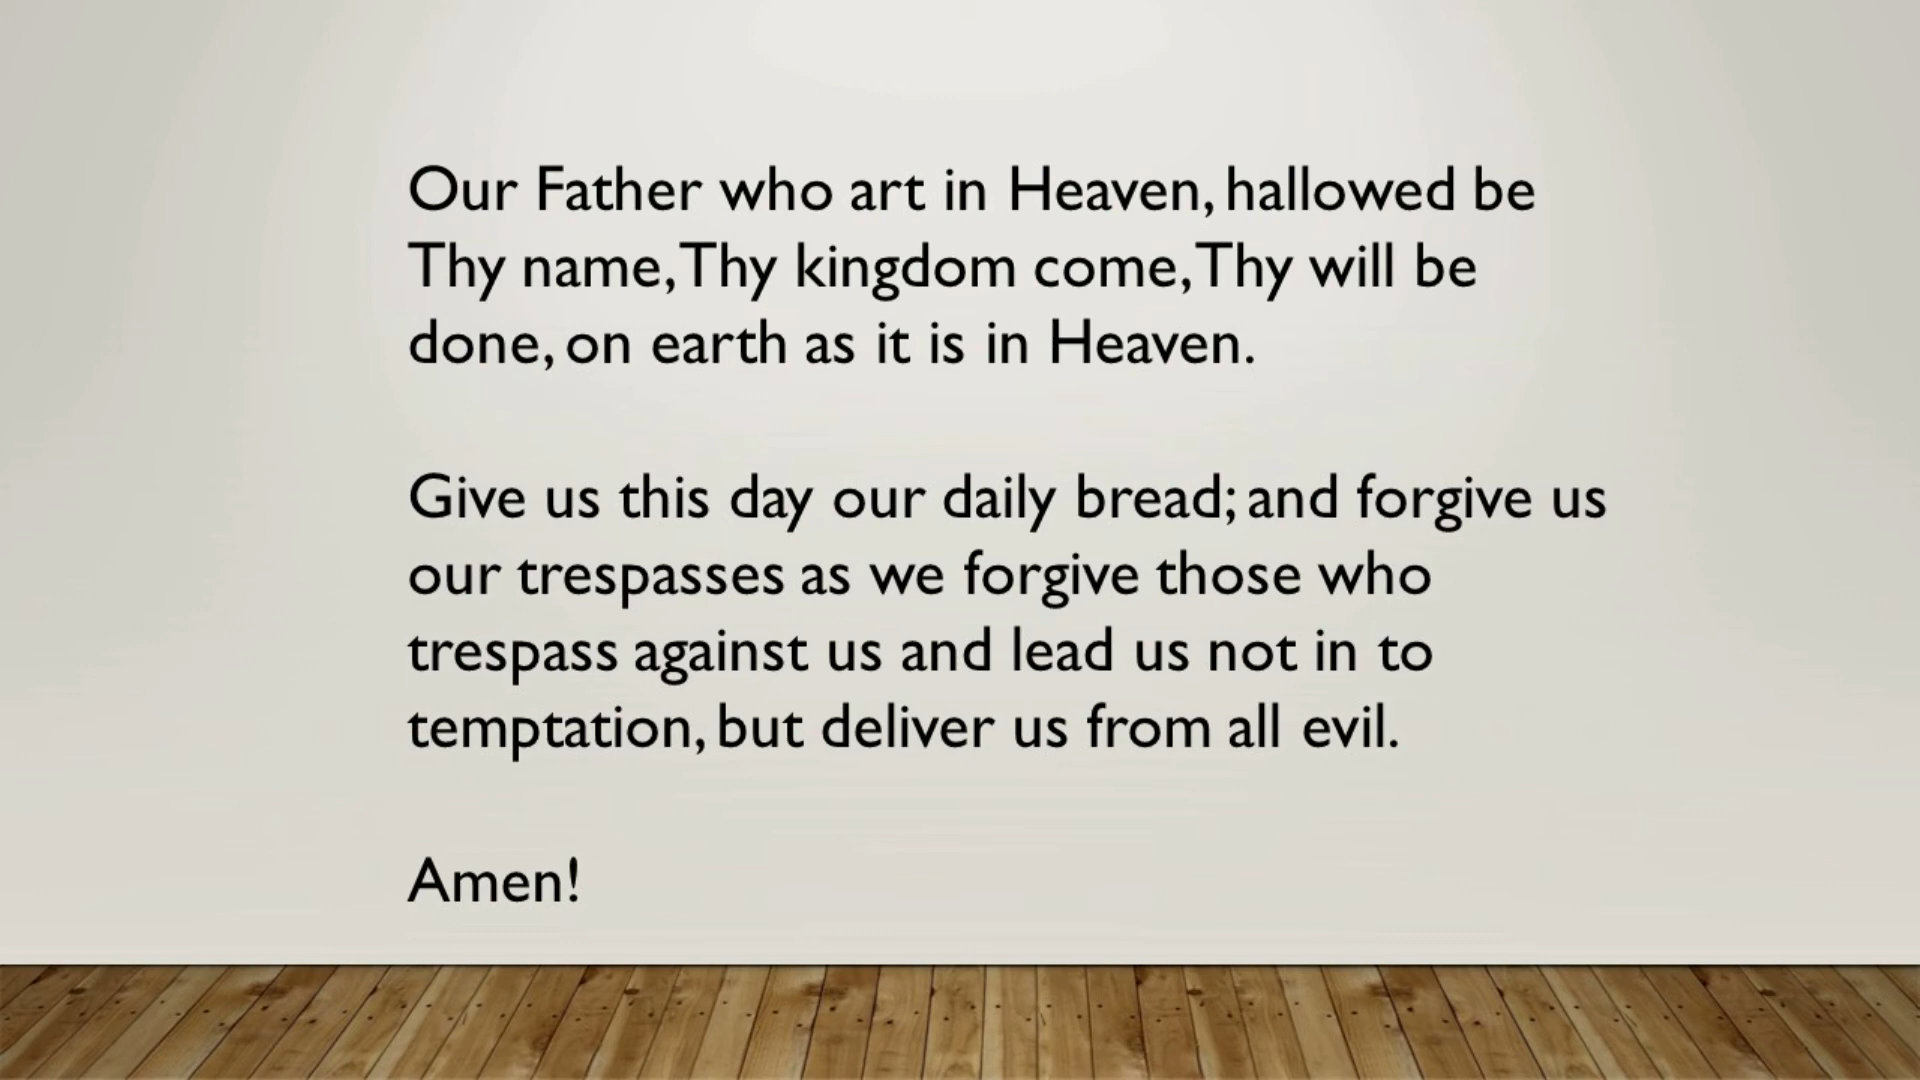 Our Father who art in Heaven, hallowed be
Thy name, Thy kingdom come, Thy will be
done, on earth as it is in Heaven.
Give us this day our daily bread; and forgive us
our trespasses as we forgive those who
trespass against us and lead us not in to
temptation, but deliver us from all evil.
Amen!